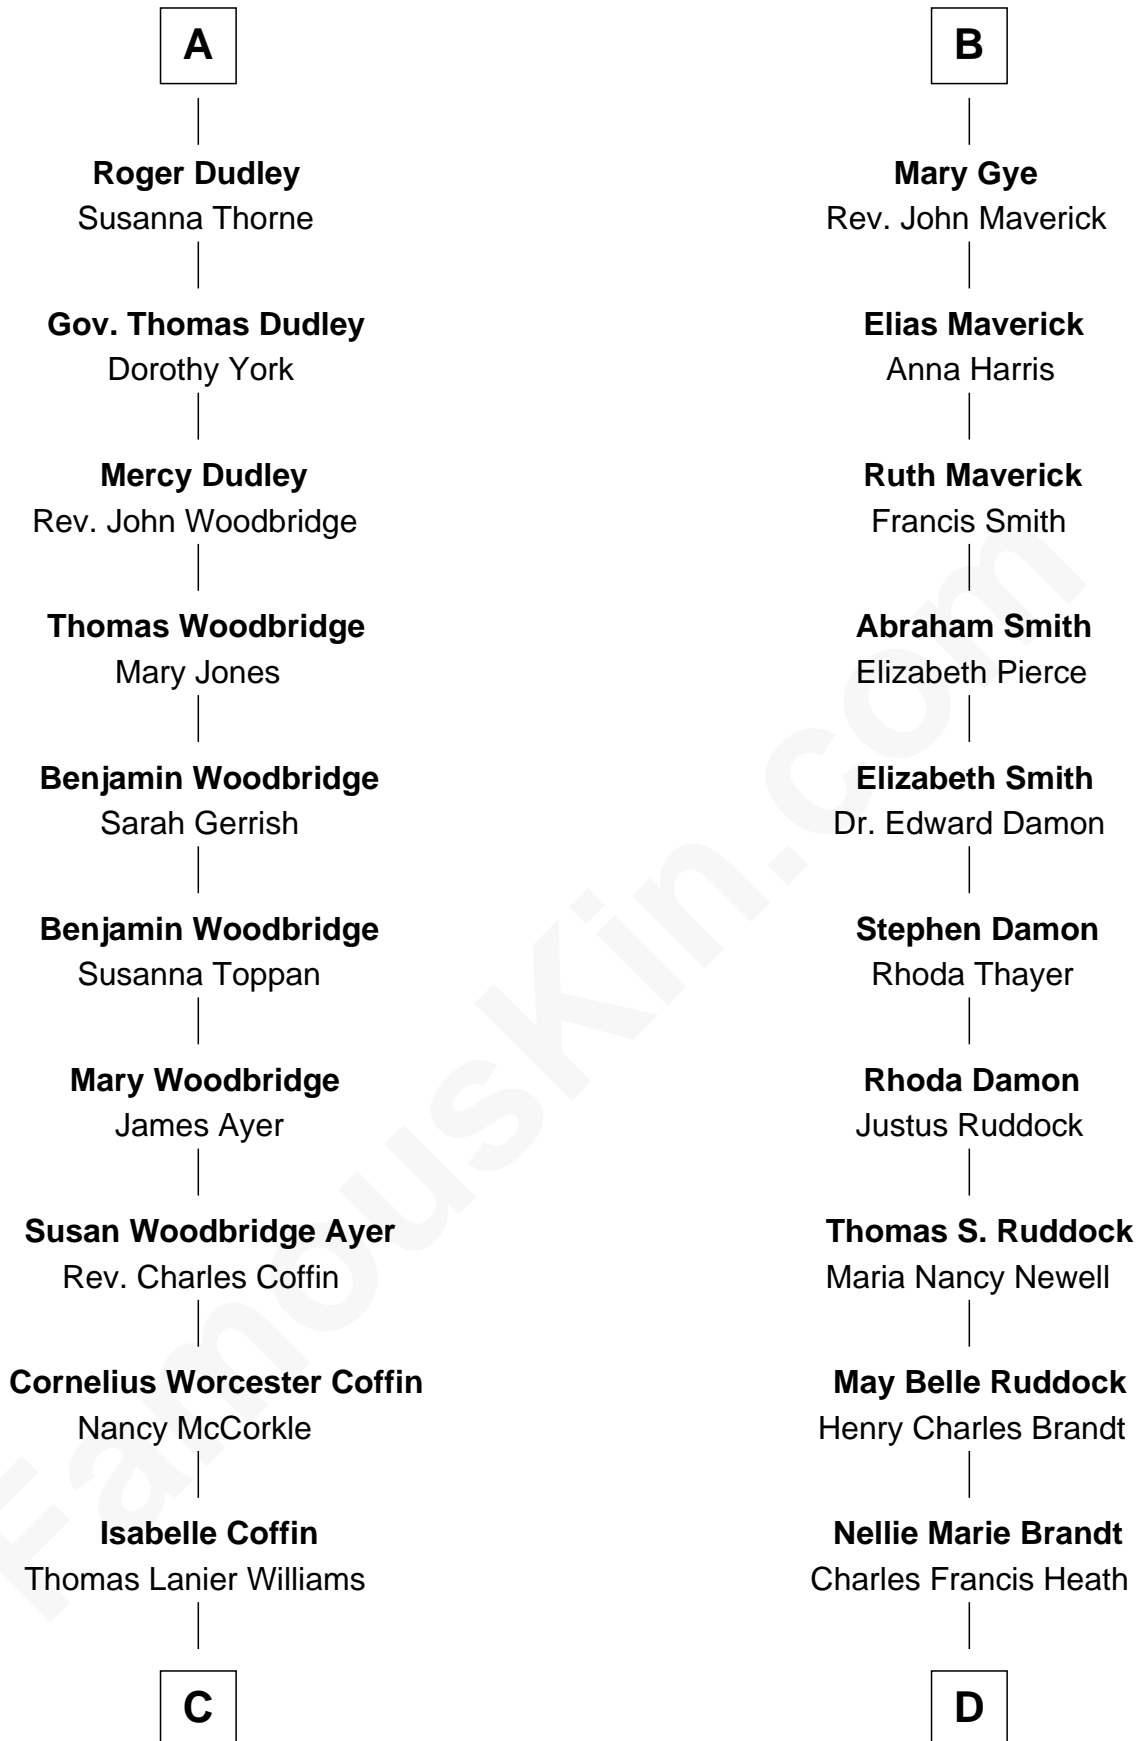 A
Roger Dudley
Susanna Thorne
Gov. Thomas Dudley
Dorothy York
Mercy Dudley
Rev. John Woodbridge
Thomas Woodbridge
Mary Jones
Benjamin Woodbridge
Sarah Gerrish
Benjamin Woodbridge
Susanna Toppan
Mary Woodbridge
James Ayer
Susan Woodbridge Ayer
Rev. Charles Coffin
Cornelius Worcester Coffin
Nancy McCorkle
Isabelle Coffin
Thomas Lanier Williams
C
B
Mary Gye
Rev. John Maverick
Elias Maverick
Anna Harris
Ruth Maverick
Francis Smith
Abraham Smith
Elizabeth Pierce
Elizabeth Smith
Dr. Edward Damon
Stephen Damon
Rhoda Thayer
Rhoda Damon
Justus Ruddock
Thomas S. Ruddock
Maria Nancy Newell
May Belle Ruddock
Henry Charles Brandt
Nellie Marie Brandt
Charles Francis Heath
D
FamousKin.com